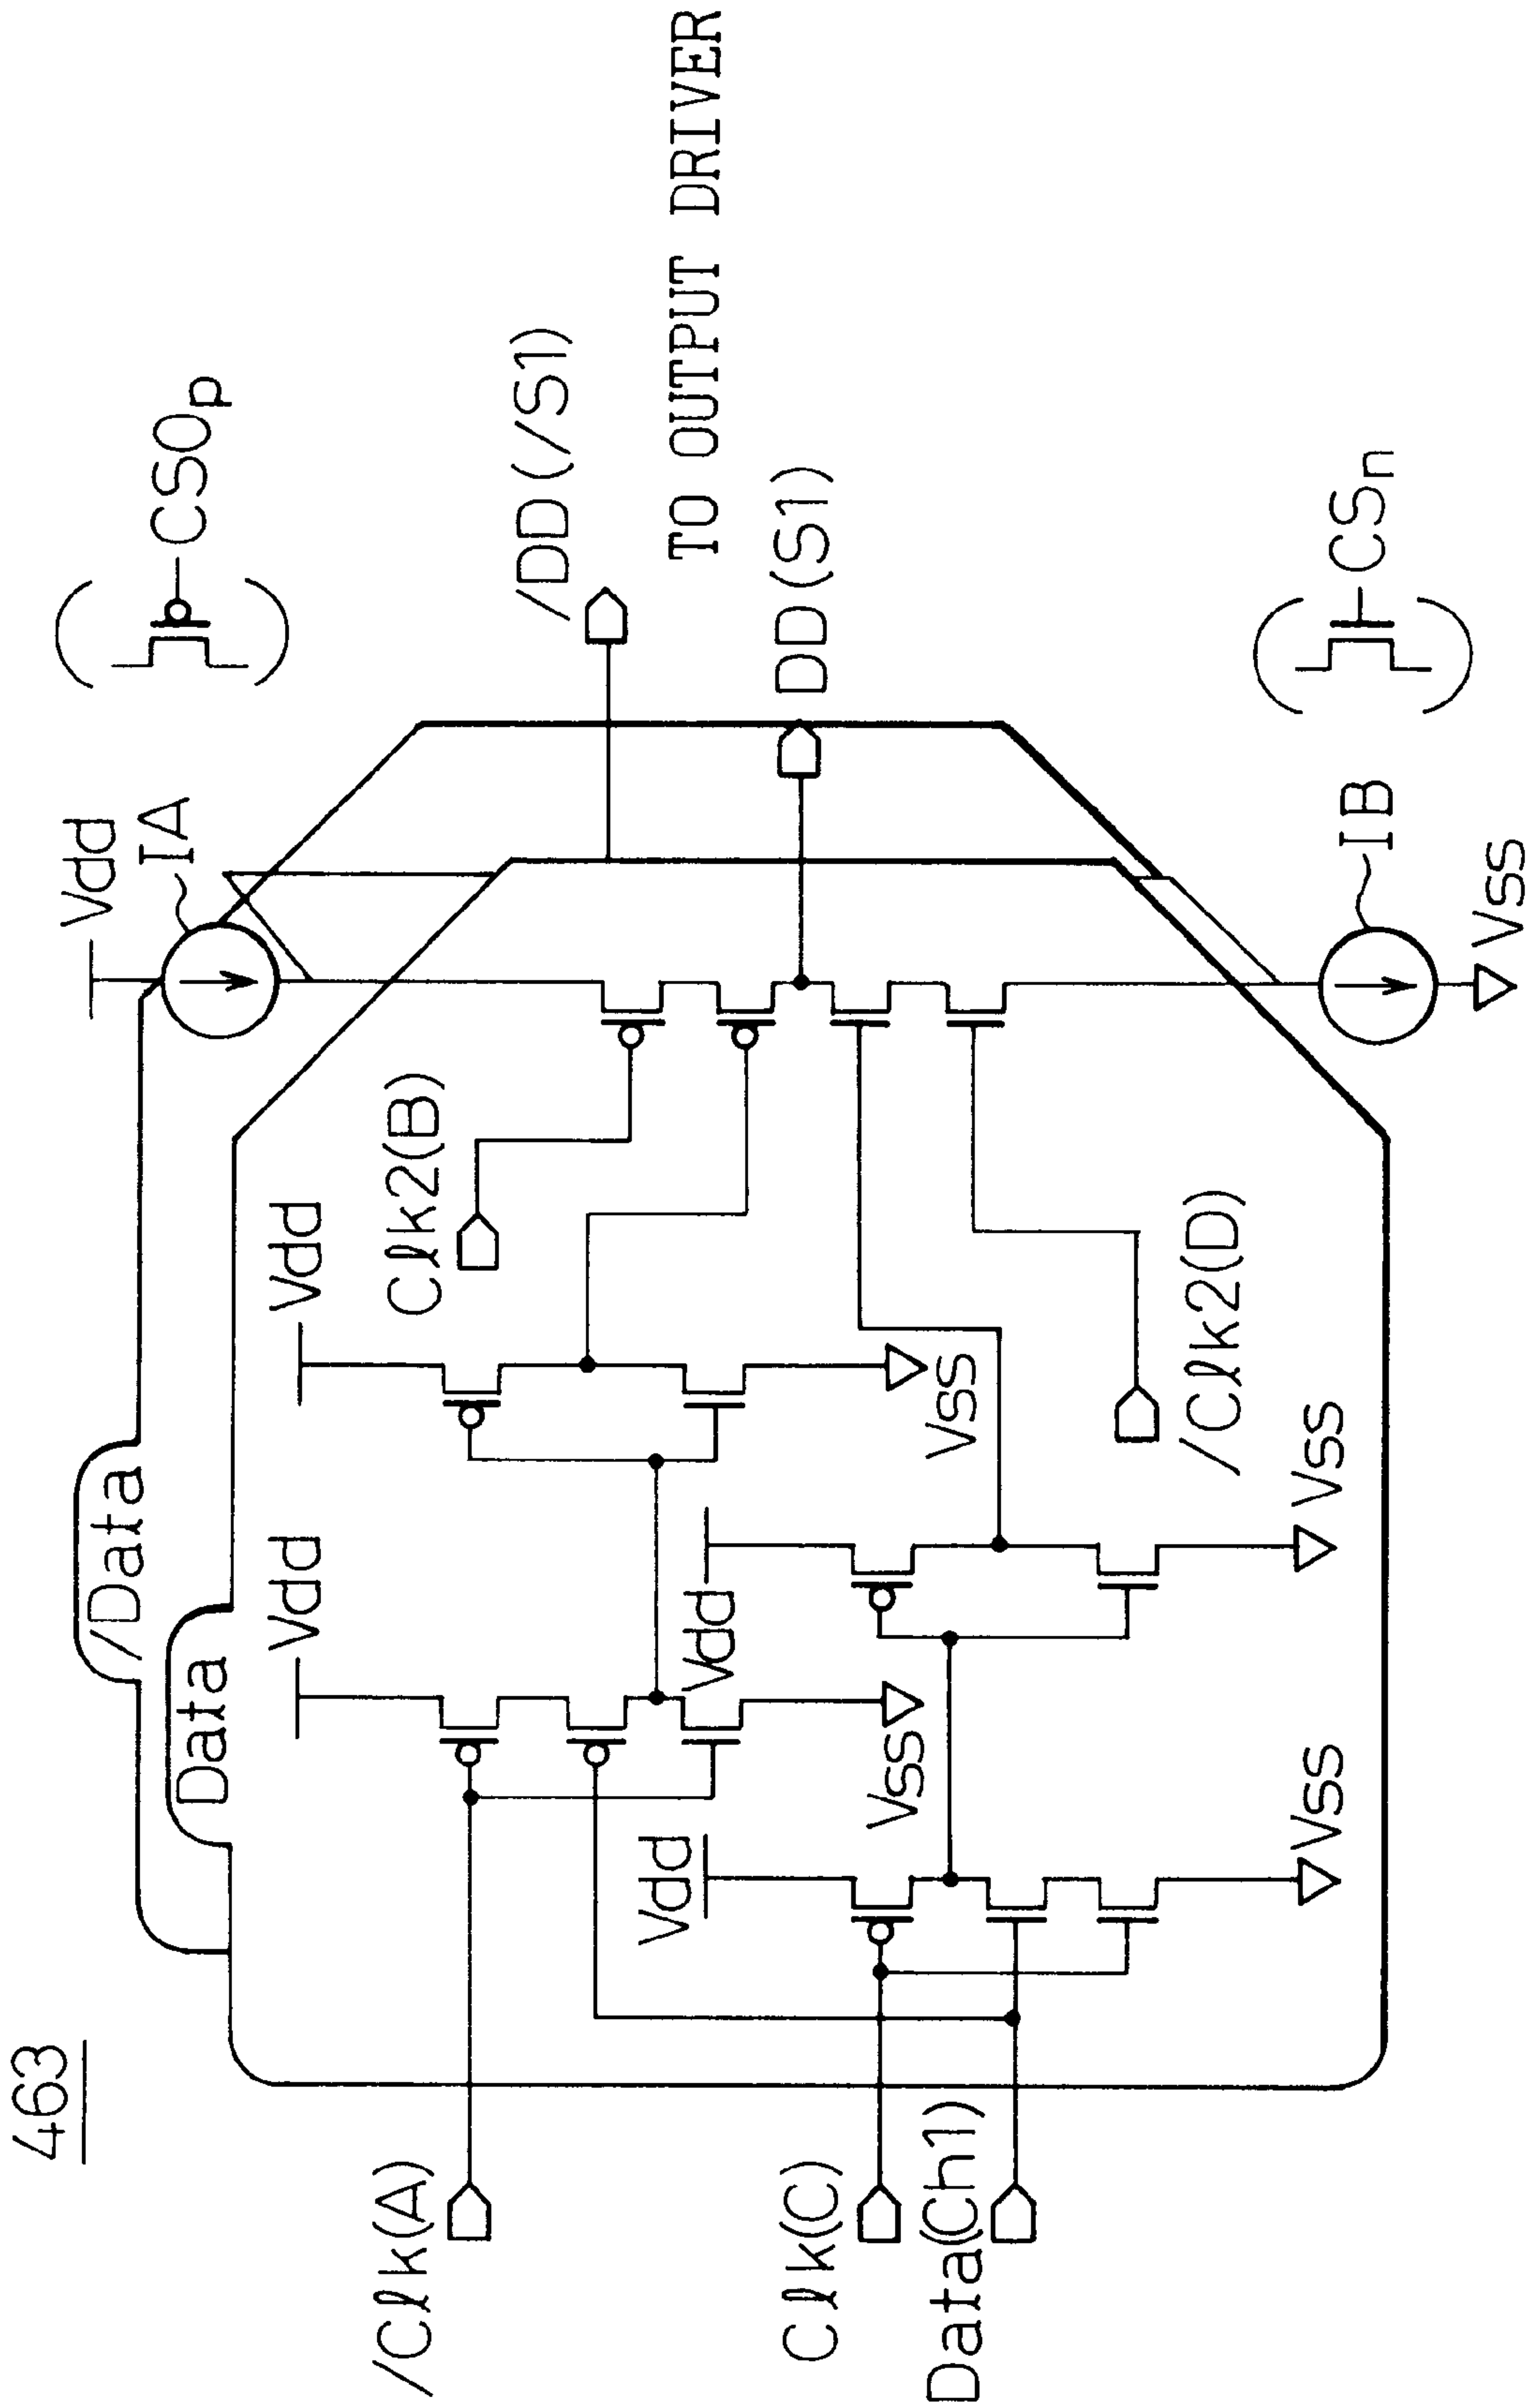 463
Vdd
IA
CS0p
/Data
Data
Vdd
Vdd
Clk2(B)
/DD(/S1)
TO OUTPUT DRIVER
DD(S1)
/Clk(A)
Vdd
Vdd
Vss
Vss
Clk(C)
Data(Ch1)
/Clk2(D)
Vss
Vss
IB
CSn
Vss